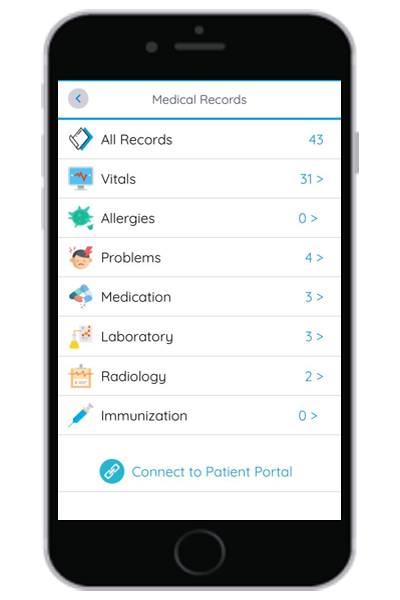 Medical Records
All Records 43
Vitals 31 >
Allergies 0 >
Problems 4 >
Medication 3 >
Laboratory 3 >
Radiology 2 >
Immunization 0 >
Connect to Patient Portal